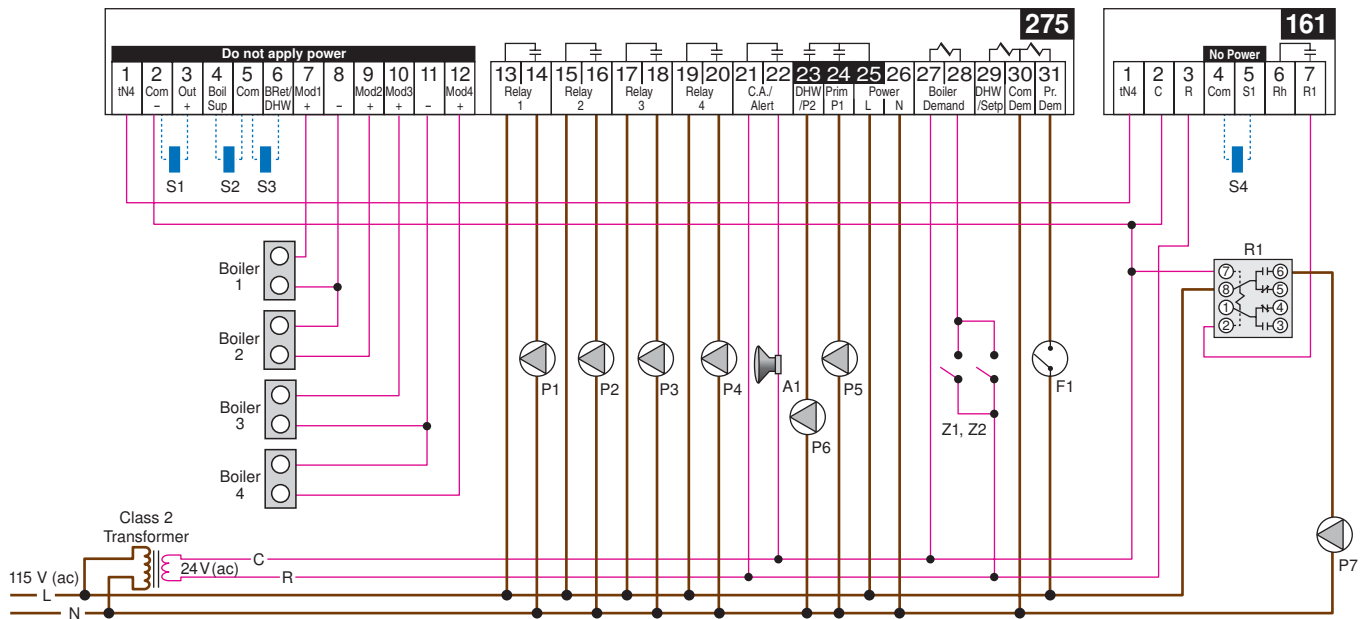 275
161
Do not apply power
No Power
1 2 3 4 5 6 7 8 9 10 11 12
tN4 Com Out Boil Com BRet/ Mod1 – Mod2 Mod3 – Mod4
– + Sup DHW + + + +
13 14 15 16 17 18 19 20 21 22 23 24 25 26 27 28 29 30 31
Relay Relay Relay Relay C.A./ DHW Prim Power Boiler DHW Com Pr.
1 2 3 4 Alert /P2 P1 L N Demand /Setp Dem Dem
1 2 3 4 5 6 7
tN4 C R Com S1 Rh R1
S1 S2 S3
S4
R1
7 6
8 5
1 4
2 3
Boiler
1
Boiler
2
Boiler
3
Boiler
4
P1 P2 P3 P4 A1 P5 F1
P6
Z1, Z2
Class 2
Transformer
C
24V (ac)
R
115 V (ac)
L
N
P7